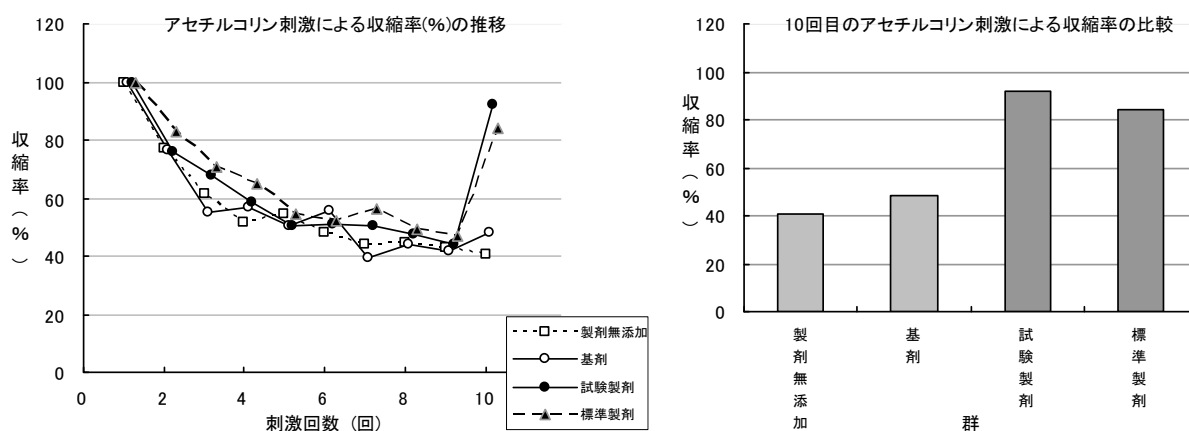 アセチルコリン刺激による収縮率(%)の推移
120
100
80
60
40
20
0
収縮率(%)
0
2
4
6
8
10
刺激回数 (回)
製剤無添加
基剤
試験製剤
標準製剤
10回目のアセチルコリン刺激による収縮率の比較
120
100
80
60
40
20
0
収縮率(%)
製剤無添加
基剤
試験製剤
標準製剤
群